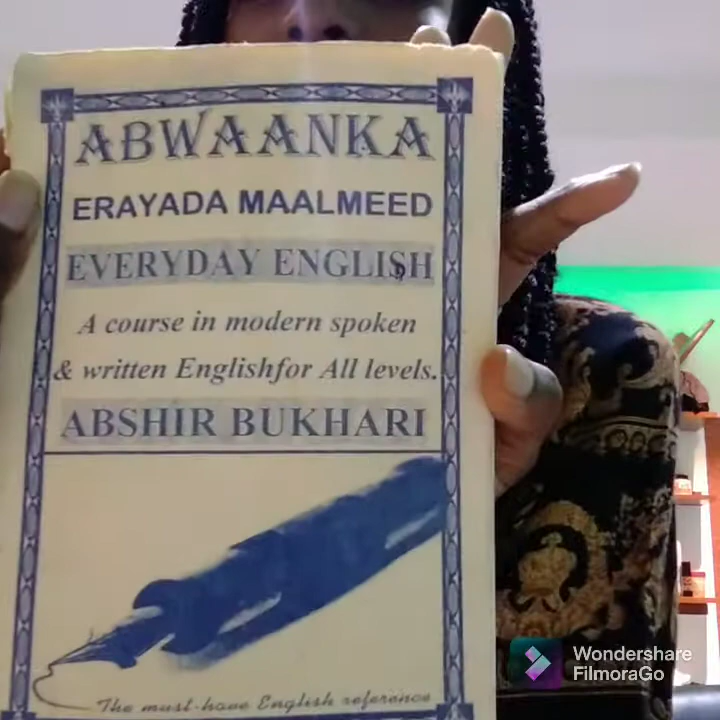 ABWAANKA
ERAYADA MAALMEED
EVERYDAY ENGLISH
A course in modern spoken
& written Englishfor All levels.
ABSHIR BUKHARI
The must-have English reference
Wondershare
FilmoraGo